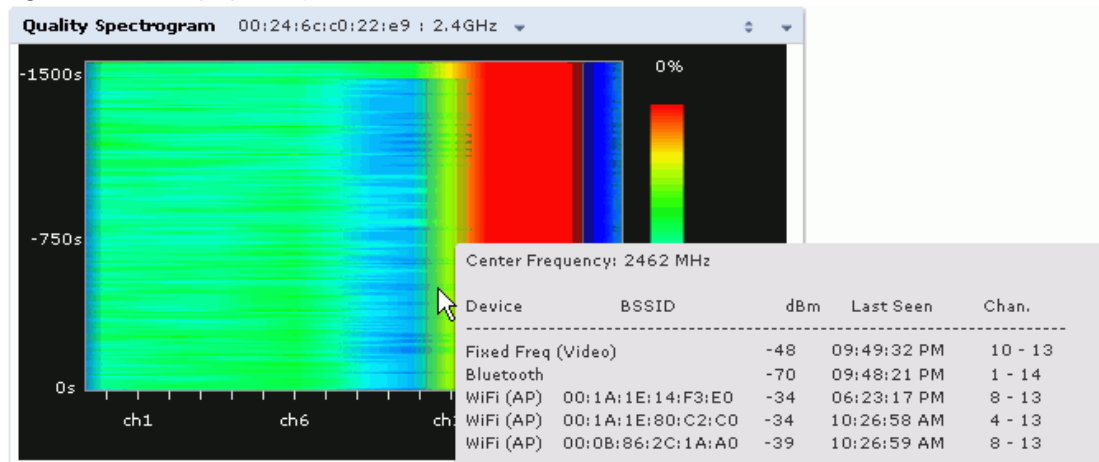 Quality Spectrogram 00:24:6c:c0:22:e9 : 2.4GHz
0%
-1500s
-750s
Center Frequency: 2462 MHz
Device BSSID dBm Last Seen Chan.
--------------------------------------------------------------
Fixed Freq (Video) -48 09:49:32 PM 10 - 13
Bluetooth -70 09:48:21 PM 1 - 14
0s
WiFi (AP) 00:1A:1E:14:F3:E0 -34 06:23:17 PM 8 - 13
ch1 ch6 ch WiFi (AP) 00:1A:1E:80:C2:C0 -34 10:26:58 AM 4 - 13
WiFi (AP) 00:0B:86:2C:1A:A0 -39 10:26:59 AM 8 - 13